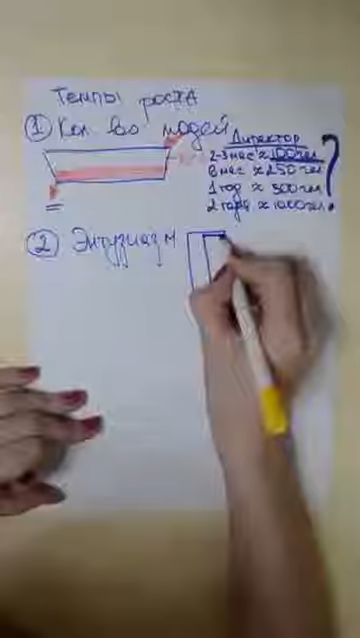 Темпы роста
① Кол во людей
Директор
2-3 мес х 100 чел
6 мес х 250 чел
1 год х 500 чел
2 года х 1000 чел.
② Энтузиазм